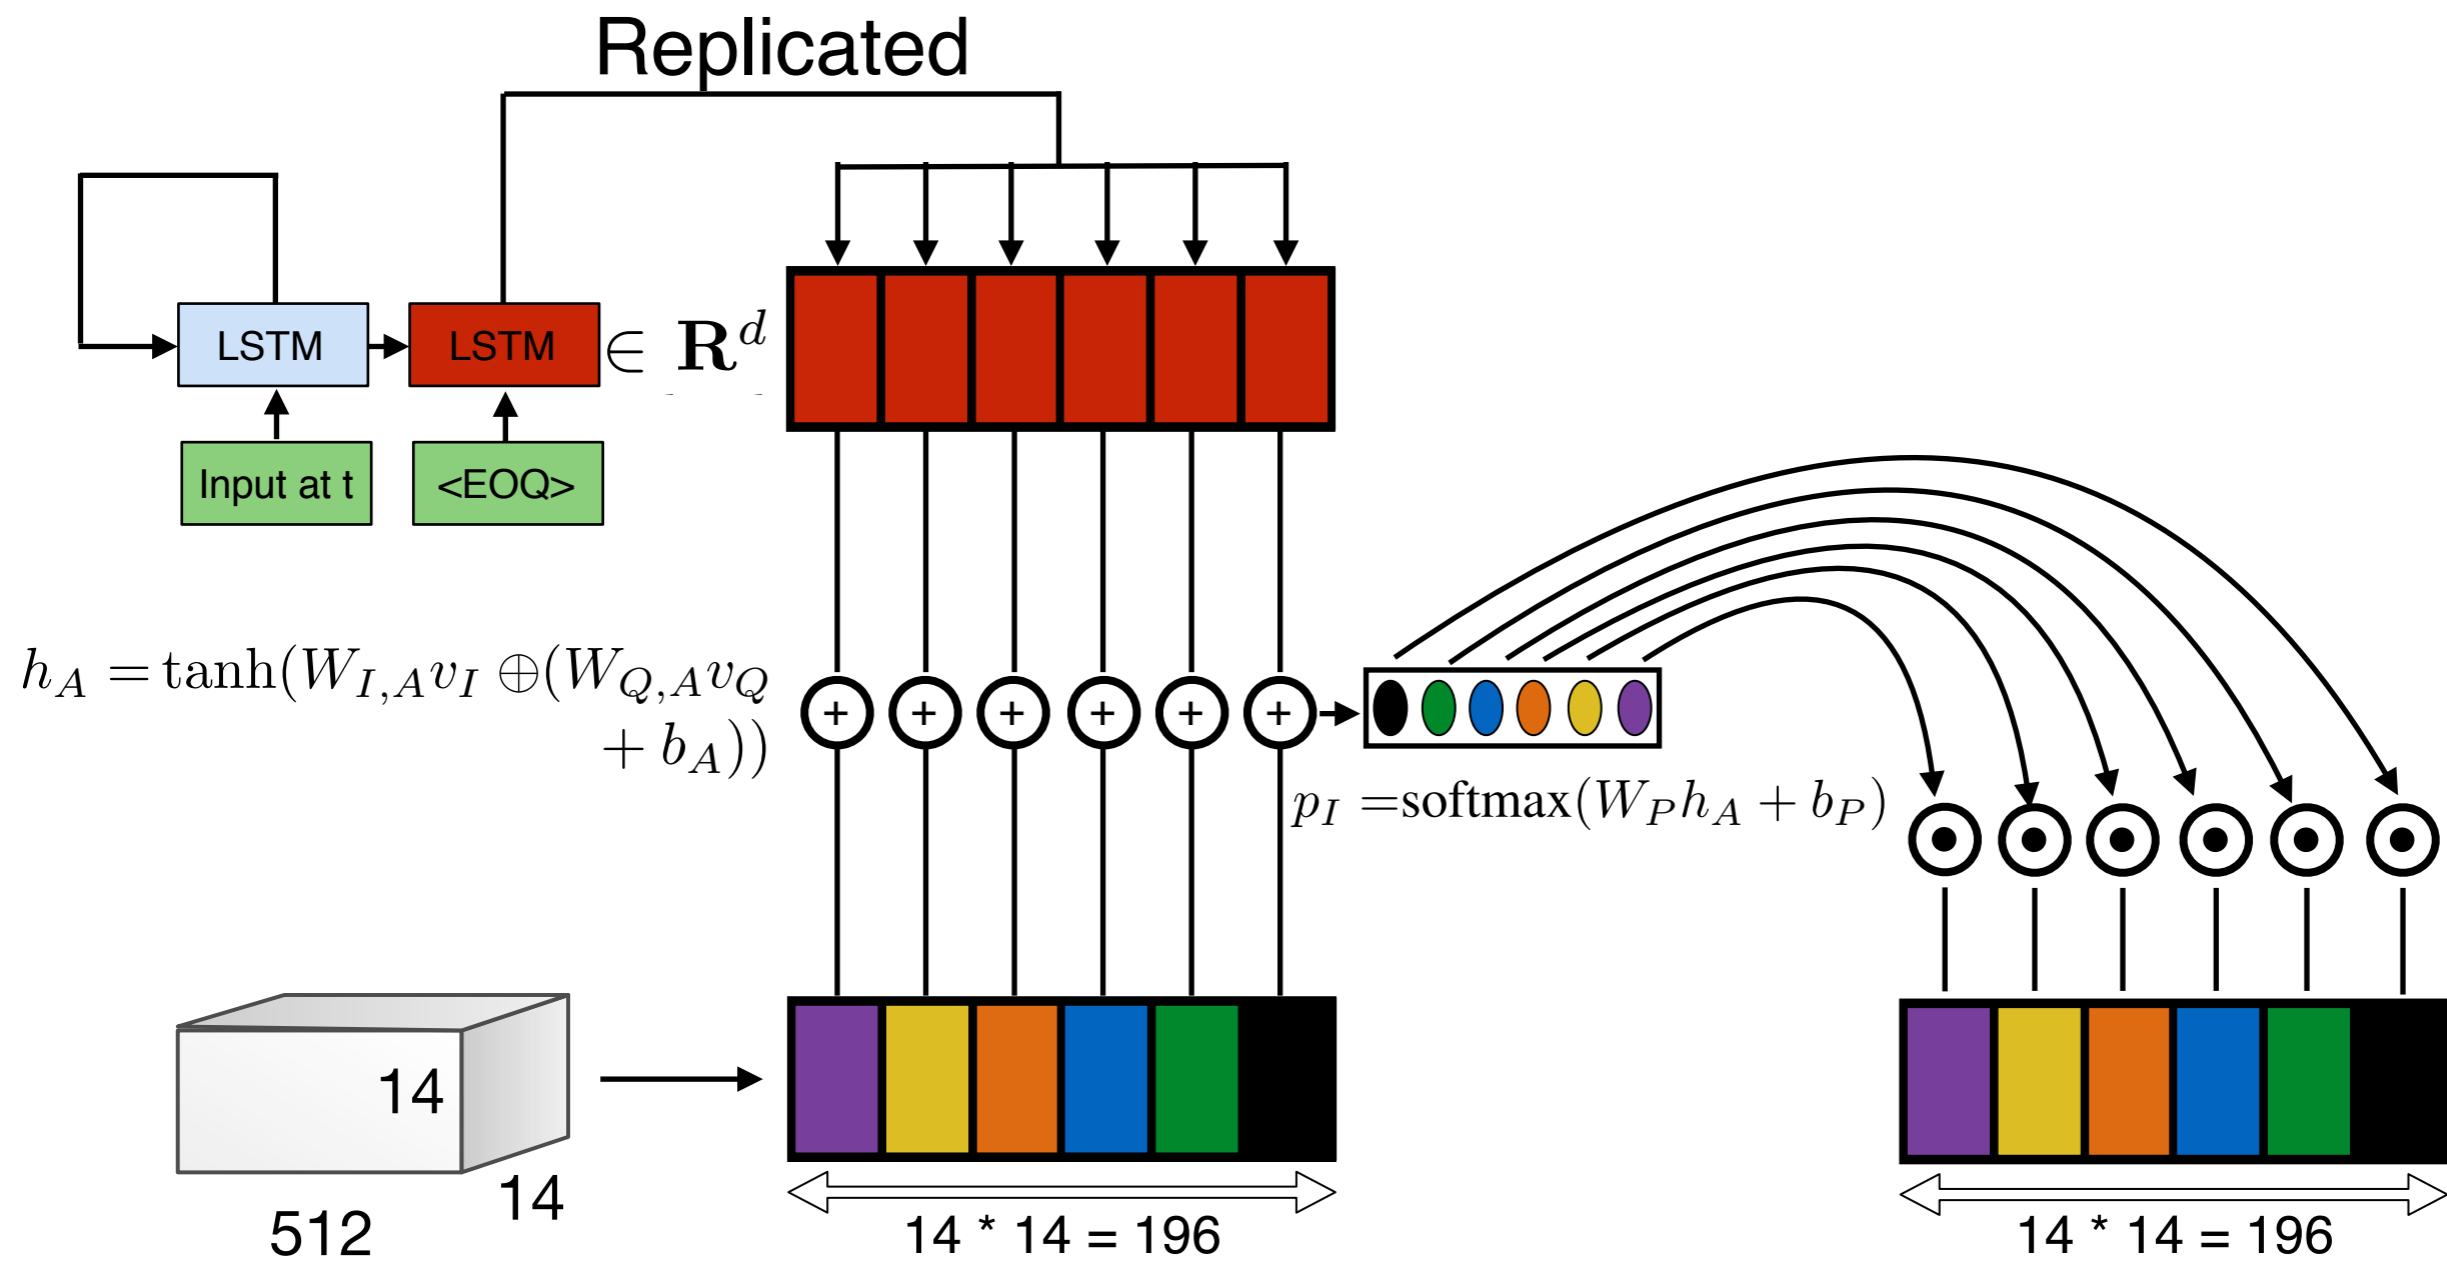 Replicated
LSTM
LSTM
∈ R^d
Input at t
<EOQ>
h_A = tanh(W_{I,A}v_I ⊕(W_{Q,A}v_Q
+ b_A))
+ + + + + +
p_I =softmax(W_P h_A + b_P)
14
14
512
14 * 14 = 196
14 * 14 = 196